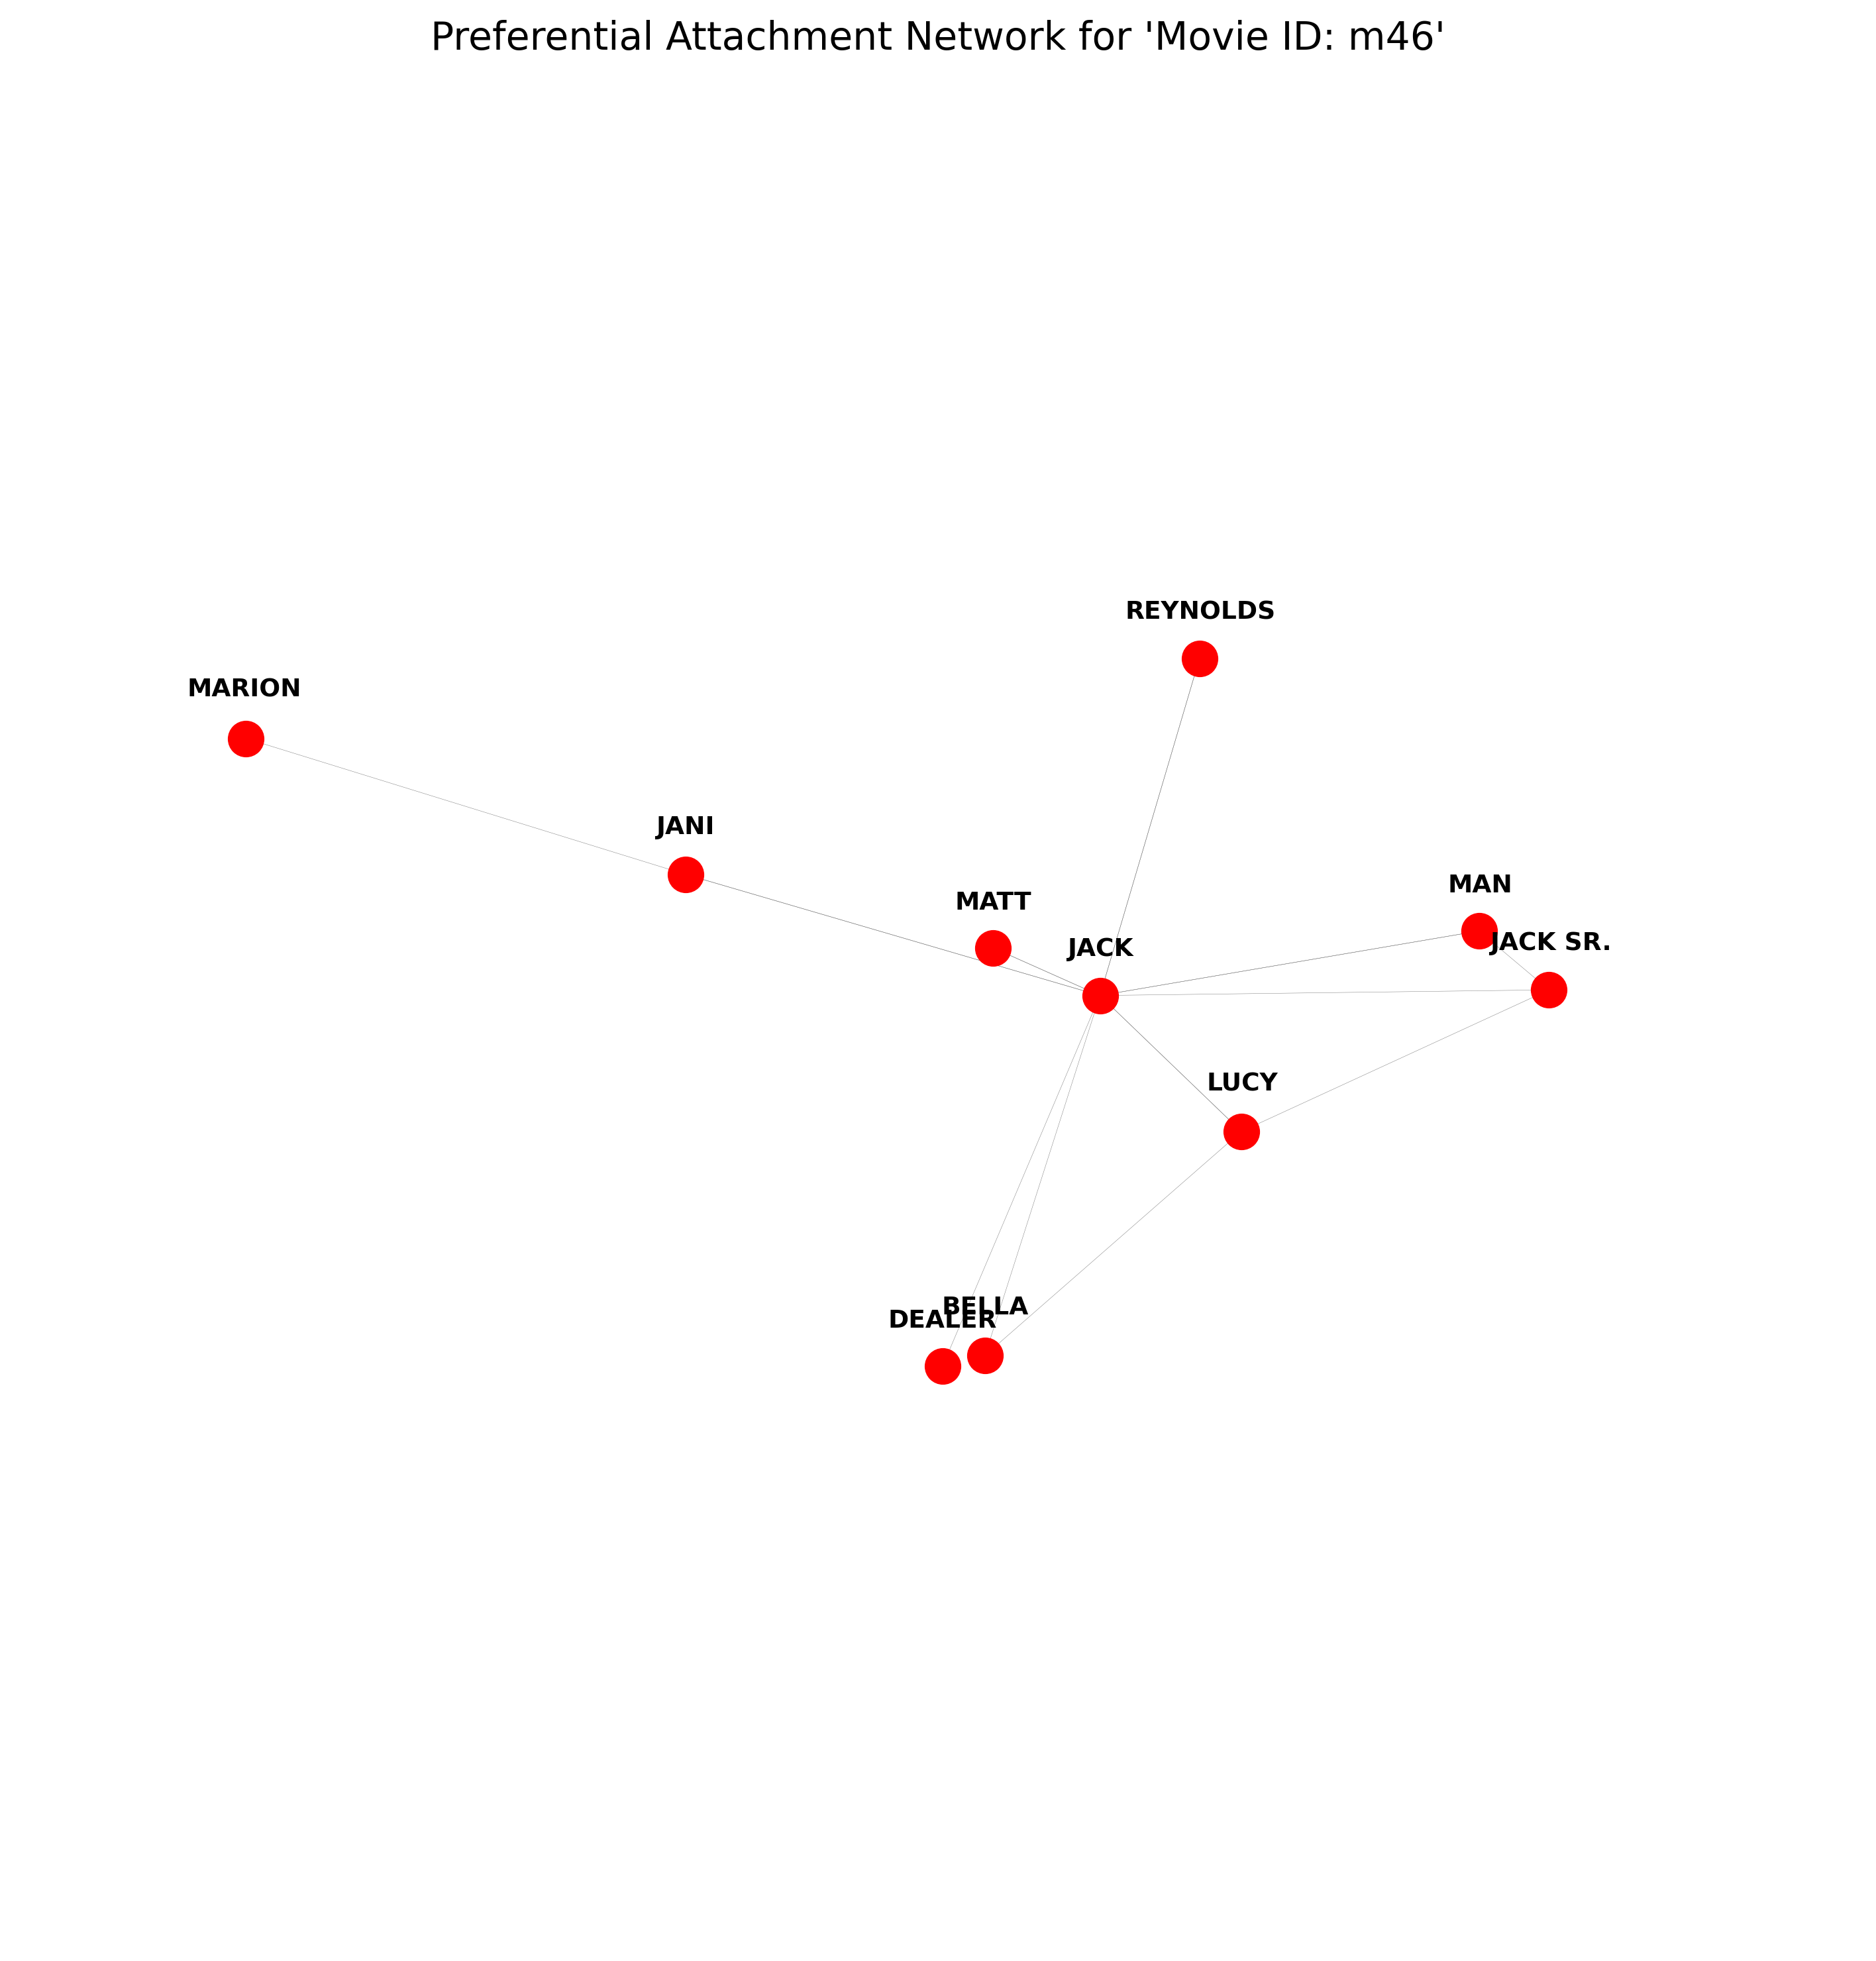 Preferential Attachment Network for 'Movie ID: m46'
REYNOLDS
MARION
JANI
MAN
MATT
JACK SR.
JACK
LUCY
BELLA
DEALER